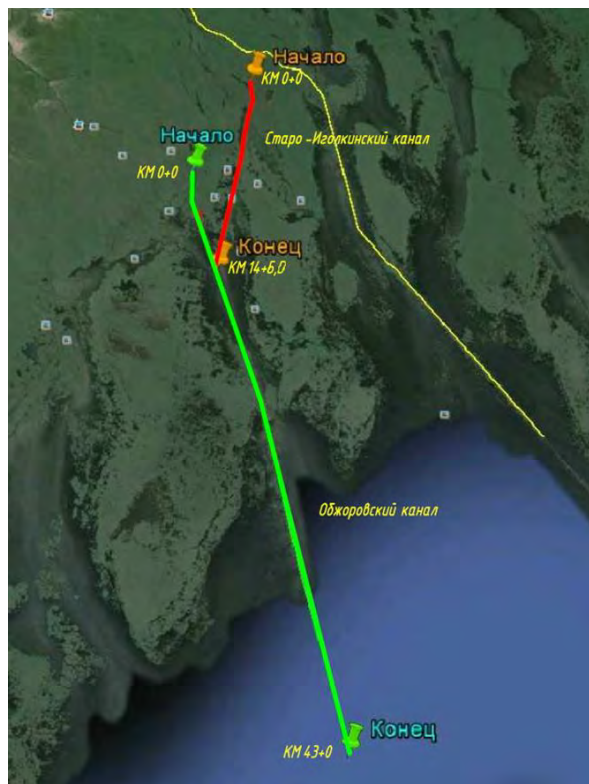 Начало
КМ 0+0
Начало
КМ 0+0
Старо -Иголкинский канал
Конец
КМ 14+Б,0
Обжоровский канал
Конец
КМ 43+0